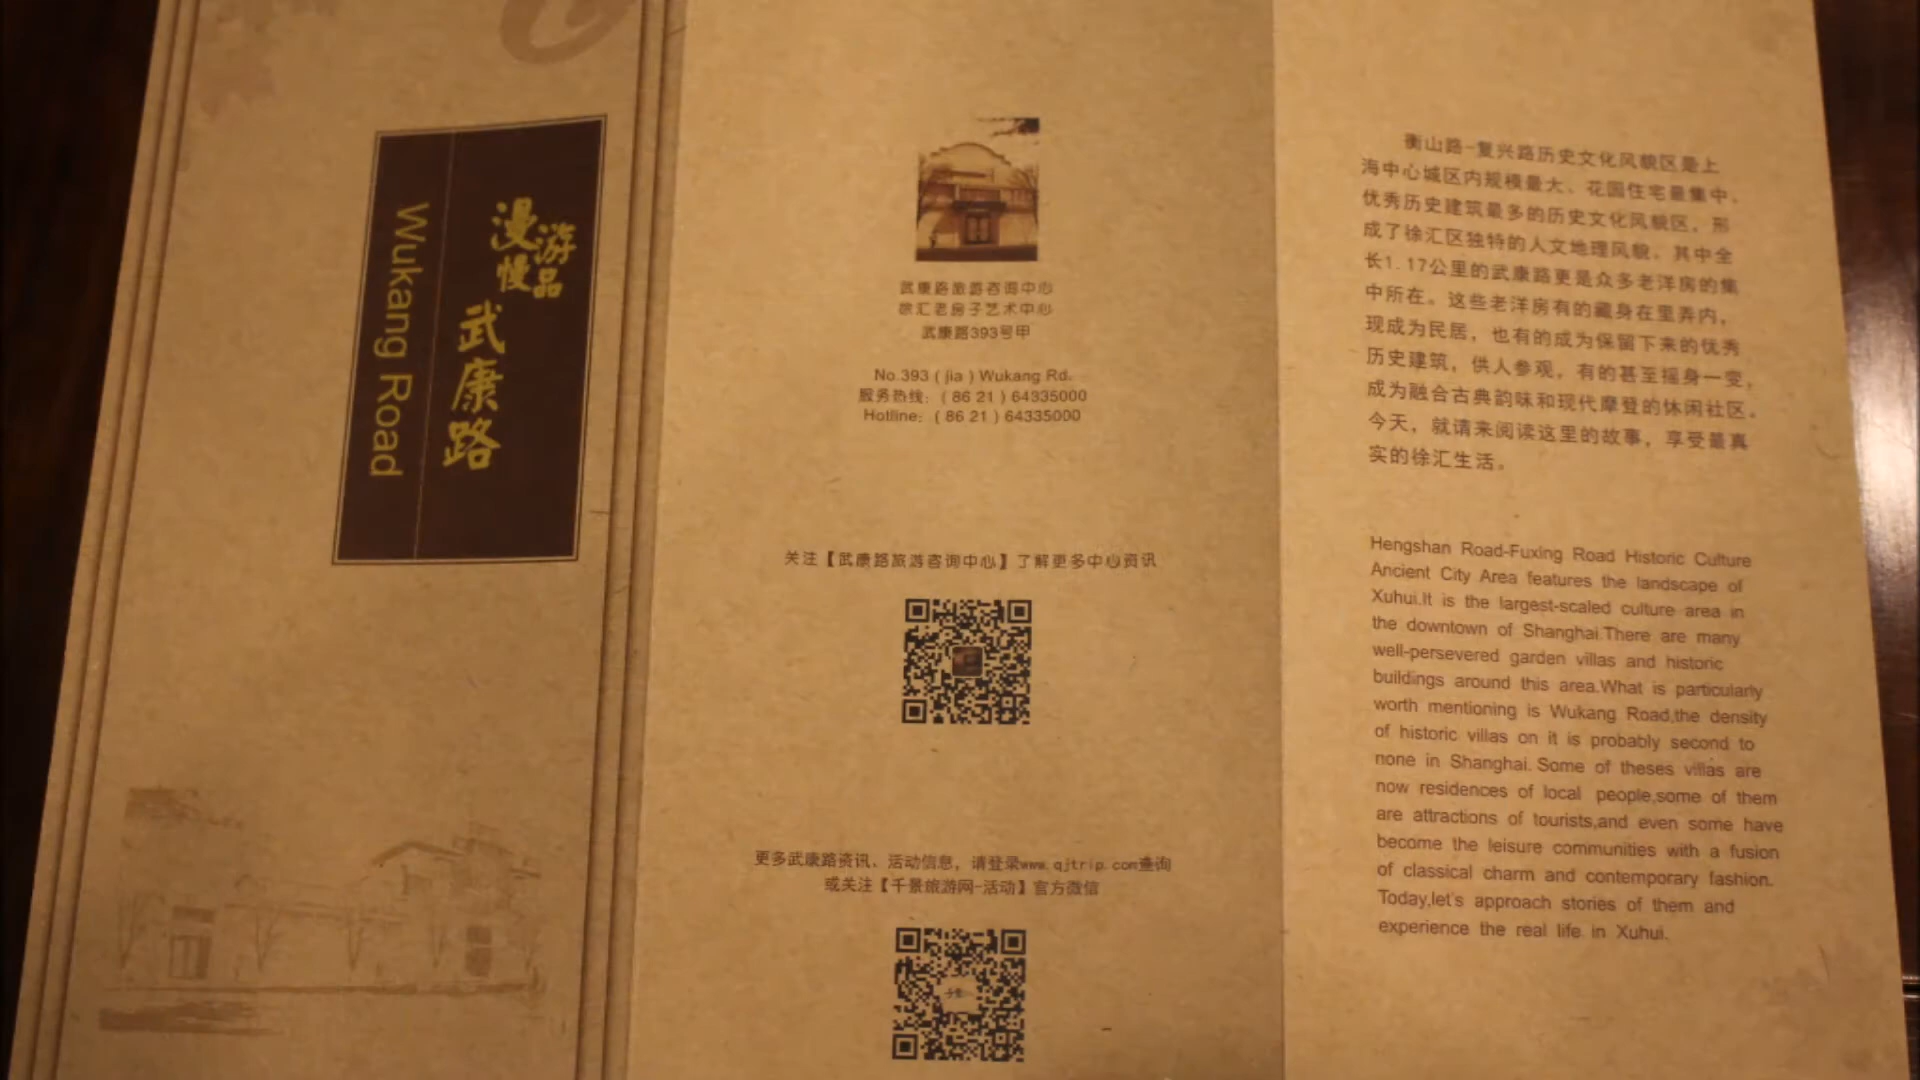 漫游
慢品
武康路
Wukang Road
武康路旅游咨询中心
徐汇老房子艺术中心
武康路393号甲
No.393 ( jia ) Wukang Rd.
服务热线: ( 86 21 ) 64335000
Hotline: ( 86 21 ) 64335000
关注【武康路旅游咨询中心】了解更多中心资讯
更多武康路资讯、活动信息，请登录www.qjtrip.com查询
或关注【千景旅游网-活动】官方微信
衡山路-复兴路历史文化风貌区是上
海中心城区内规模最大、花园住宅最集中、
优秀历史建筑最多的历史文化风貌区，形
成了徐汇区独特的人文地理风貌。其中全
长1.17公里的武康路更是众多老洋房的集
中所在。这些老洋房有的藏身在里弄内，
现成为民居，也有的成为保留下来的优秀
历史建筑，供人参观，有的甚至摇身一变，
成为融合古典韵味和现代摩登的休闲社区。
今天，就请来阅读这里的故事，享受最真
实的徐汇生活。
Hengshan Road-Fuxing Road Historic Culture
Ancient City Area features the landscape of
Xuhui.It is the largest-scaled culture area in
the downtown of Shanghai.There are many
well-persevered garden villas and historic
buildings around this area.What is particularly
worth mentioning is Wukang Road,the density
of historic villas on it is probably second to
none in Shanghai. Some of theses villas are
now residences of local people,some of them
are attractions of tourists,and even some have
become the leisure communities with a fusion
of classical charm and contemporary fashion.
Today,let's approach stories of them and
experience the real life in Xuhui.